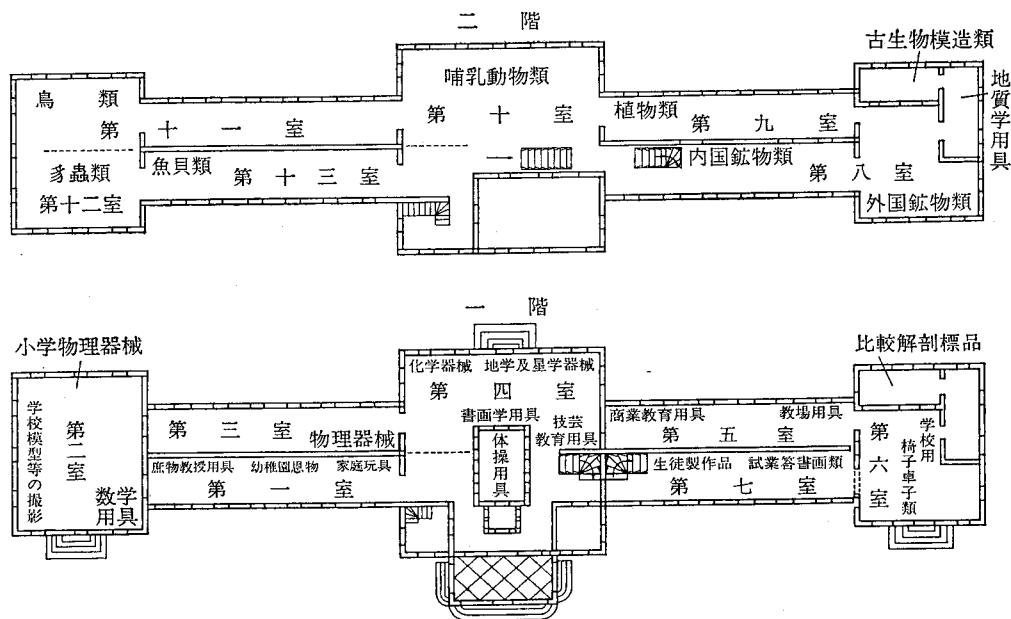 二階
古生物模造類
地質学用具
鳥類
第十一室
豸蟲類
第十二室
魚貝類
第十三室
哺乳動物類
第十室
植物類
第九室
内国鉱物類
第八室
外国鉱物類
一階
小学物理器械
学校模型等の撮影
第二室
数学用具
第三室
物理器械
庶物教授用具 幼稚園恩物 家庭玩具
第一室
化学器械 地学及星学器械
第四室
書画学用具
技芸教育用具
体操用具
商業教育用具 教場用具
第五室
生徒製作品 試業答書画類
第七室
比較解剖標品
第六室
学校用椅子卓子類